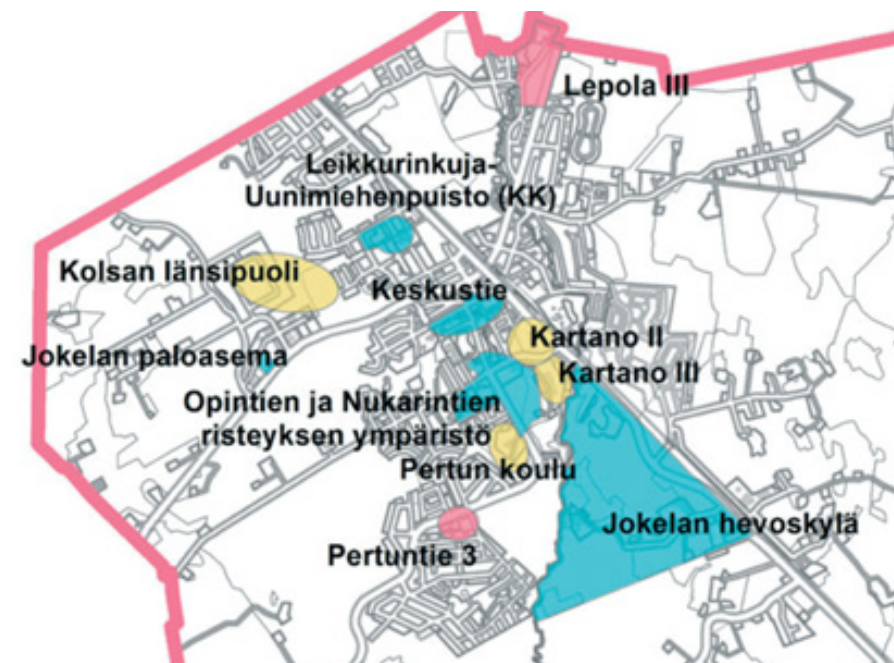 Lepola III
Leikkurinkuja-
Uunimiehenpuisto (KK)
Kolsan länsipuoli
Keskustie
Kartano II
Jokelan paloasema
Kartano III
Opintien ja Nukarintien
risteyksen ympäristö
Pertun koulu
Jokelan hevoskylä
Pertuntie 3